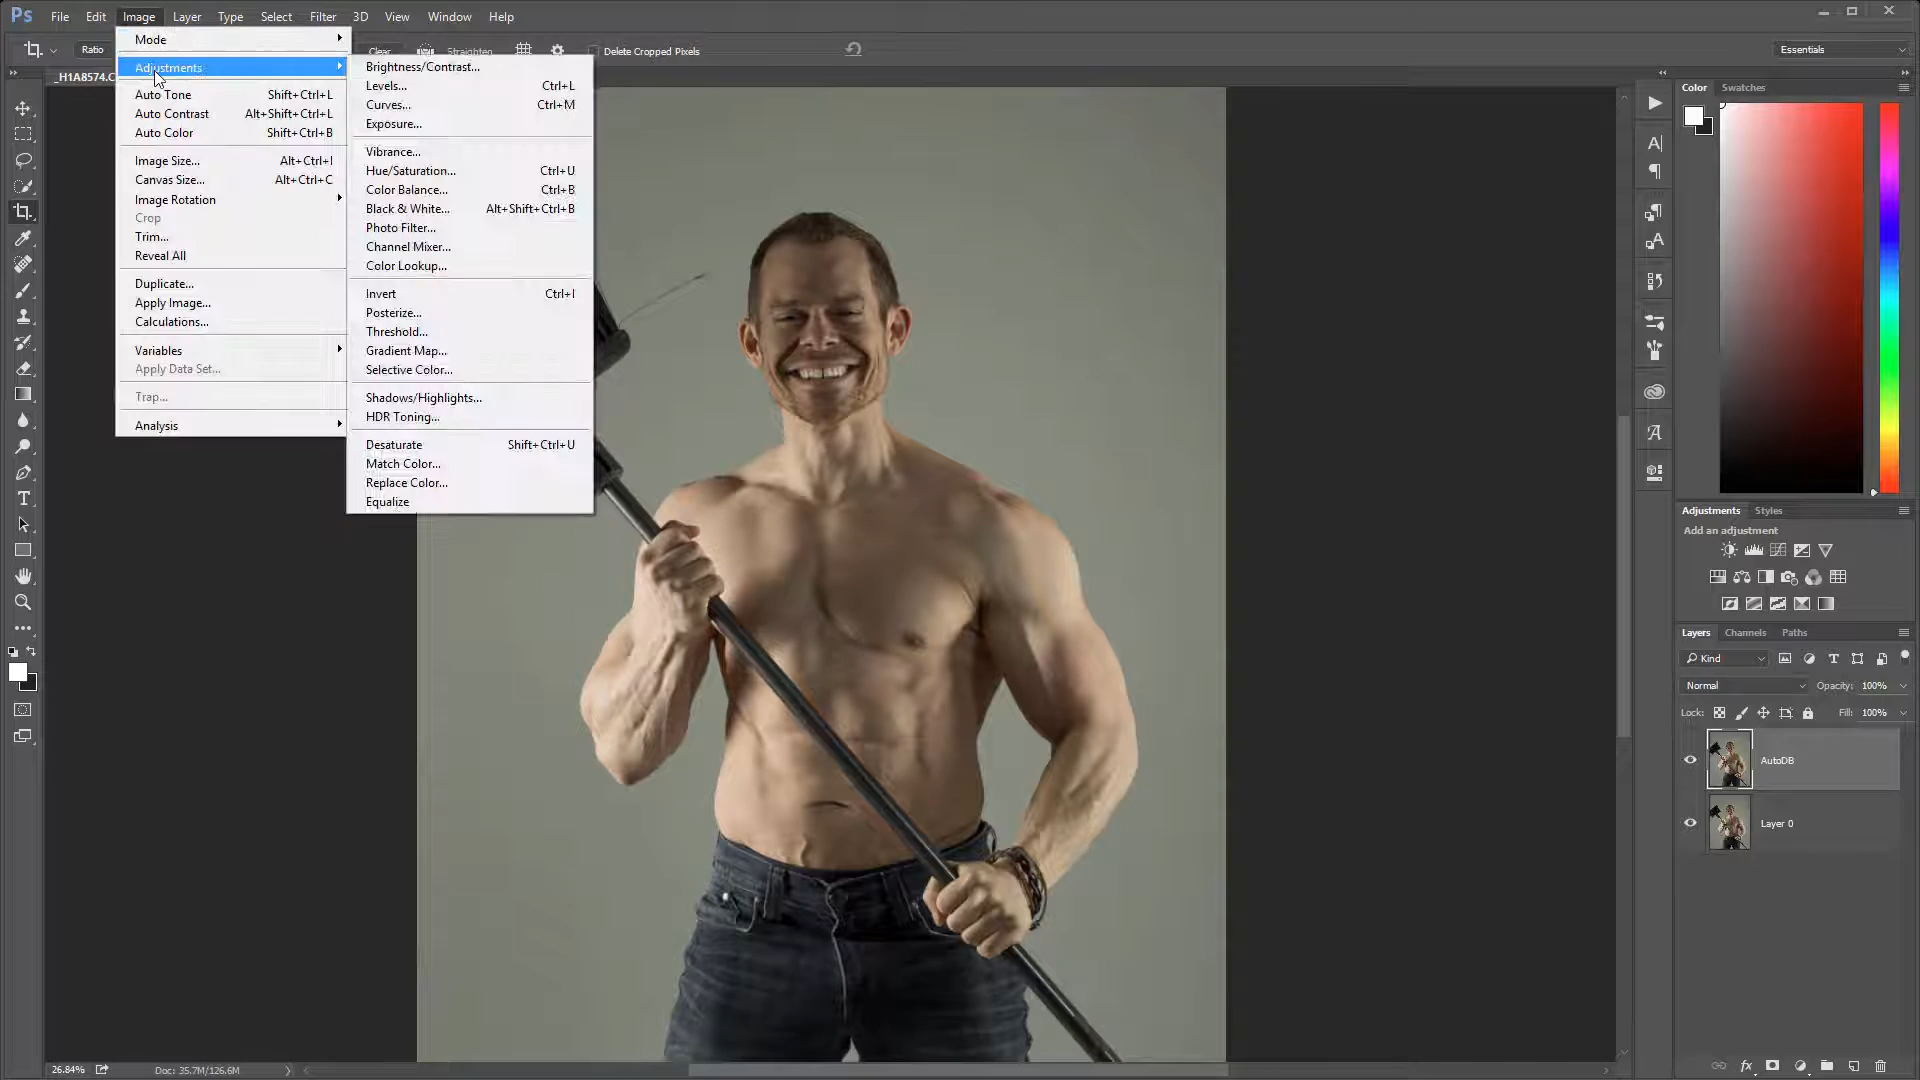 Ps File Edit Image Layer Type Select Filter 3D View Window Help
Ratio Clear Straighten Delete Cropped Pixels Essentials
_H1A8574.C
Mode
Adjustments
Auto Tone Shift+Ctrl+L
Auto Contrast Alt+Shift+Ctrl+L
Auto Color Shift+Ctrl+B
Image Size... Alt+Ctrl+I
Canvas Size... Alt+Ctrl+C
Image Rotation
Crop
Trim...
Reveal All
Duplicate...
Apply Image...
Calculations...
Variables
Apply Data Set...
Trap...
Analysis
Brightness/Contrast...
Levels... Ctrl+L
Curves... Ctrl+M
Exposure...
Vibrance...
Hue/Saturation... Ctrl+U
Color Balance... Ctrl+B
Black & White... Alt+Shift+Ctrl+B
Photo Filter...
Channel Mixer...
Color Lookup...
Invert Ctrl+I
Posterize...
Threshold...
Gradient Map...
Selective Color...
Shadows/Highlights...
HDR Toning...
Desaturate Shift+Ctrl+U
Match Color...
Replace Color...
Equalize
Color Swatches
Adjustments Styles
Add an adjustment
Layers Channels Paths
Kind
Normal Opacity: 100%
Lock: Fill: 100%
AutoDB
Layer 0
fx
26.84% Doc: 35.7M/126.6M